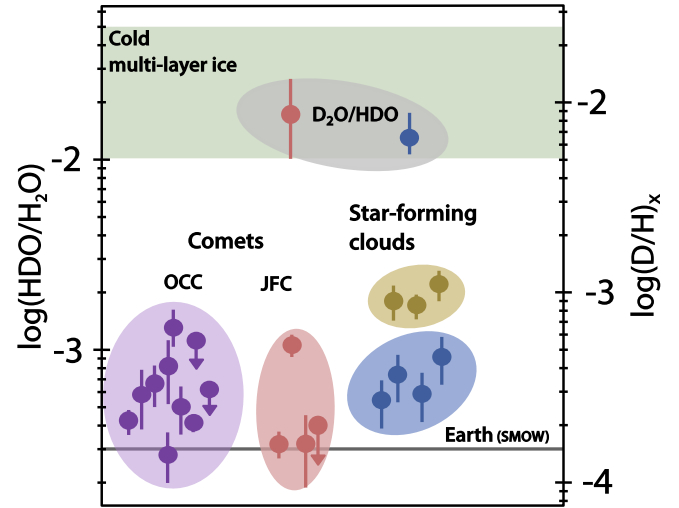 Cold
multi-layer ice
D₂O/HDO
-2
-2
log(HDO/H₂O)
log(D/H)ₓ
Star-forming
clouds
Comets
OCC
JFC
-3
-3
Earth (SMOW)
-4